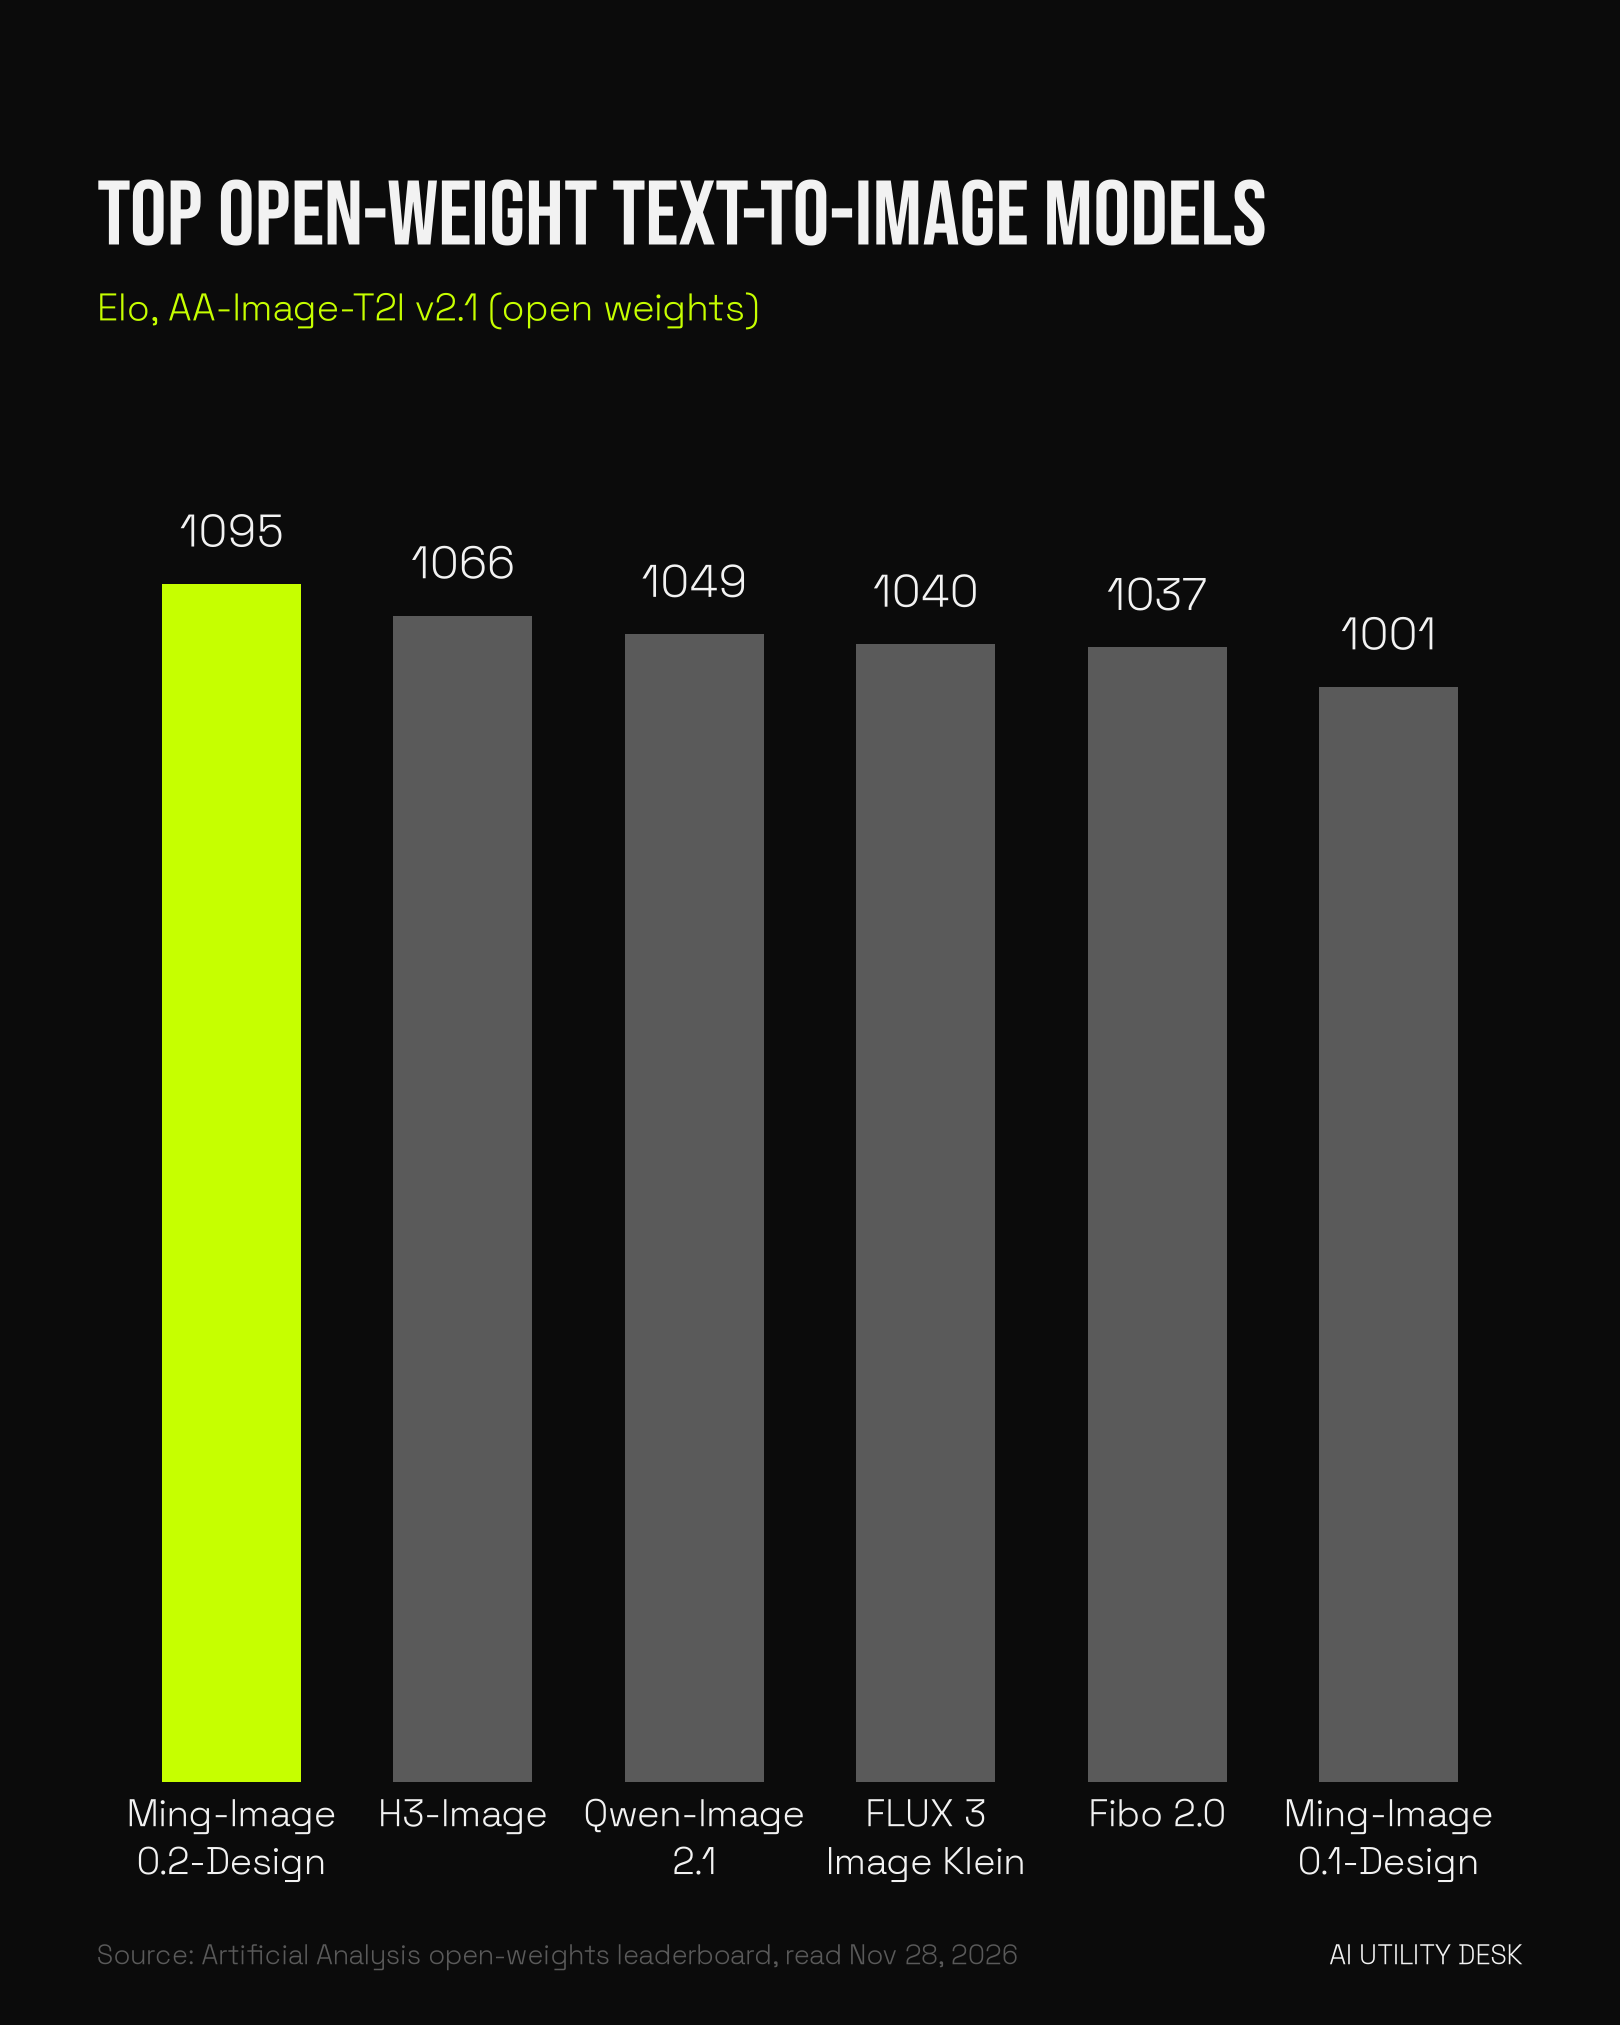 TOP OPEN-WEIGHT TEXT-TO-IMAGE MODELS
Elo, AA-Image-T2I v2.1 (open weights)
1095
1066
1049
1040
1037
1001
Ming-Image
0.2-Design
H3-Image
Qwen-Image
2.1
FLUX 3
Image Klein
Fibo 2.0
Ming-Image
0.1-Design
Source: Artificial Analysis open-weights leaderboard, read Nov 28, 2026
AI UTILITY DESK